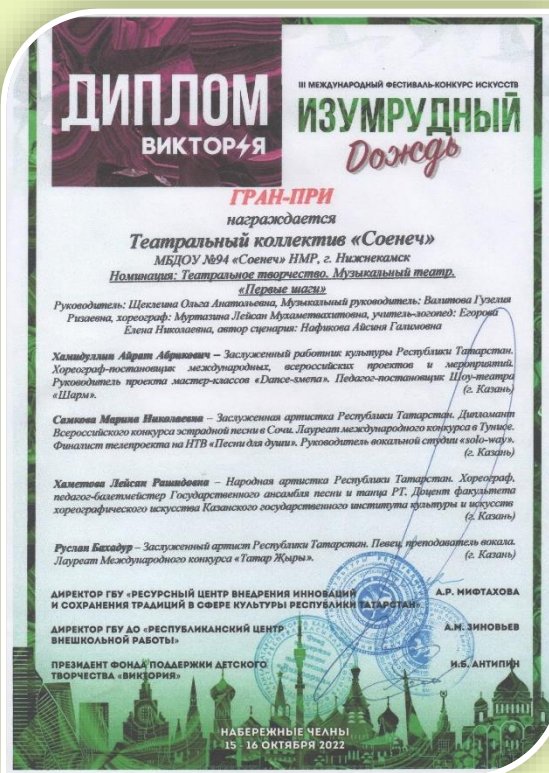 ДИПЛОМ
ВИКТОРИЯ
III МЕЖДУНАРОДНЫЙ ФЕСТИВАЛЬ-КОНКУРС ИСКУССТВ
ИЗУМРУДНЫЙ
Дождь
ГРАН-ПРИ
награждается
Театральный коллектив «Соенеч»
МБДОУ №94 «Соенеч» НМР, г. Нижнекамск
Номинация: Театральное творчество. Музыкальный театр.
«Первые шаги»
Руководитель: Щеклеина Ольга Анатольевна, Музыкальный руководитель: Валитова Гузелия
Ризаевна, хореограф: Муртазина Лейсан Мухаметвахитовна, учитель-логопед: Егорова
Елена Николаевна, автор сценария: Нафикова Айсиня Галимовна
Хамидуллин Айрат Абрикович – Заслуженный работник культуры Республики Татарстан.
Хореограф-постановщик международных, всероссийских проектов и мероприятий.
Руководитель проекта мастер-классов «Dance-smena». Педагог-постановщик Шоу-театра
«Шарм». (г. Казань)
Самкова Марина Николаевна – Заслуженная артистка Республики Татарстан. Дипломант
Всероссийского конкурса эстрадной песни в Сочи. Лауреат международного конкурса в Тунисе.
Финалист телепроекта на НТВ «Песни для души». Руководитель вокальной студии «solo-way».
(г. Казань)
Хаметова Лейсан Рашидовна – Народная артистка Республики Татарстан. Хореограф,
педагог-балетмейстер Государственного ансамбля песни и танца РТ. Доцент факультета
хореографического искусства Казанского государственного института культуры и искусств
(г. Казань)
Руслан Бахадур – Заслуженный артист Республики Татарстан. Певец, преподаватель вокала.
Лауреат Международного конкурса «Татар Җыры». (г. Казань)
ДИРЕКТОР ГБУ «РЕСУРСНЫЙ ЦЕНТР ВНЕДРЕНИЯ ИННОВАЦИЙ А.Р. МИФТАХОВА
И СОХРАНЕНИЯ ТРАДИЦИЙ В СФЕРЕ КУЛЬТУРЫ РЕСПУБЛИКИ ТАТАРСТАН»
ДИРЕКТОР ГБУ ДО «РЕСПУБЛИКАНСКИЙ ЦЕНТР А.М. ЗИНОВЬЕВ
ВНЕШКОЛЬНОЙ РАБОТЫ»
ПРЕЗИДЕНТ ФОНДА ПОДДЕРЖКИ ДЕТСКОГО И.Б. АНТИПИН
ТВОРЧЕСТВА «ВИКТОРИЯ»
НАБЕРЕЖНЫЕ ЧЕЛНЫ
15 - 16 ОКТЯБРЯ 2022